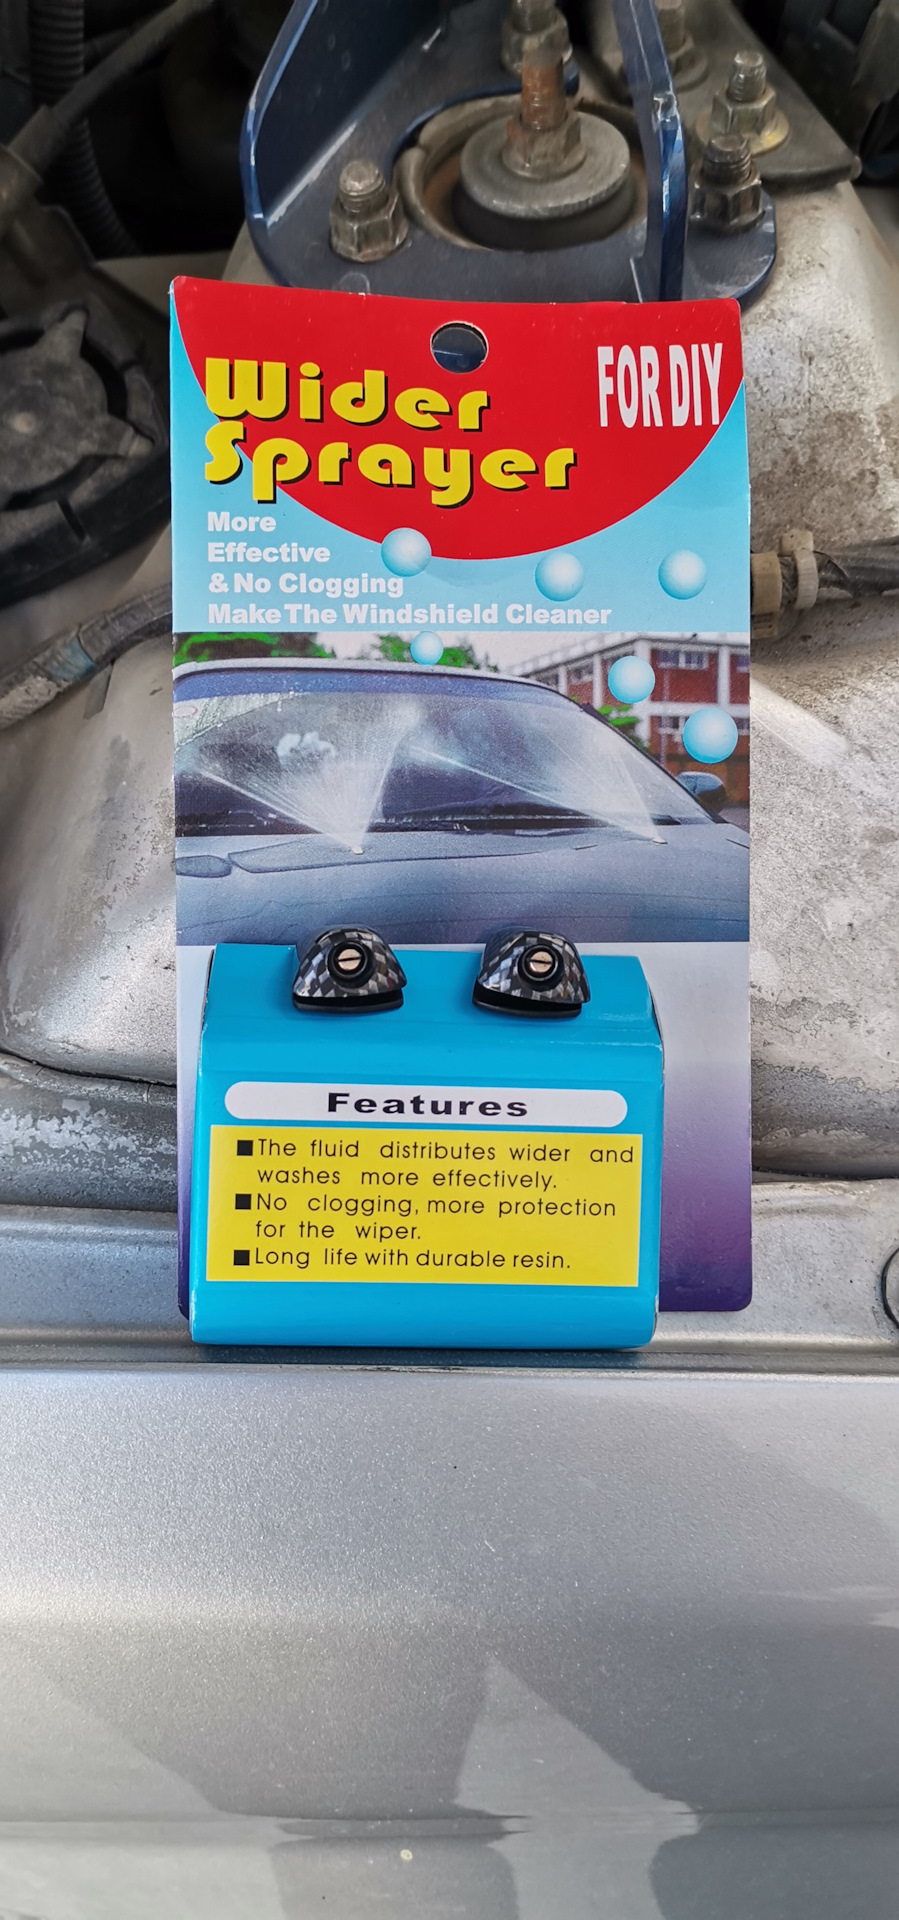 Wider
Sprayer
FOR DIY
More
Effective
& No Clogging
Make The Windshield Cleaner
Features
■The fluid distributes wider and
washes more effectively.
■No clogging, more protection
for the wiper.
■Long life with durable resin.